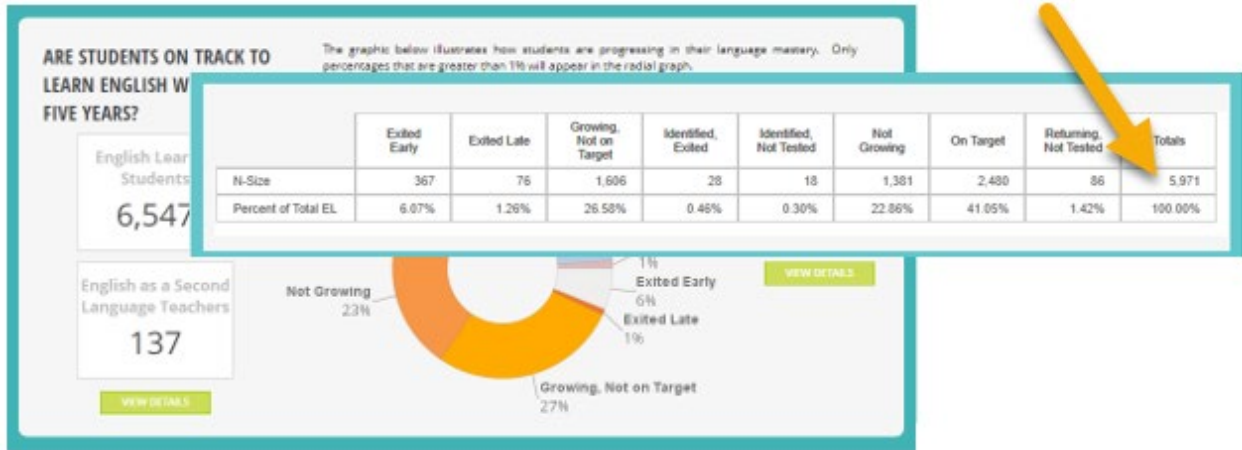 ARE STUDENTS ON TRACK TO
LEARN ENGLISH W
FIVE YEARS?
The graphic below illustrates how students are progressing in their language mastery. Only
percentages that are greater than 1% will appear in the radial graph.
English Lear
Students
6,547
Exited Early Exited Late Growing, Not on Target Identified, Exited Identified, Not Tested Not Growing On Target Returning, Not Tested Totals
N-Size 367 76 1,606 28 18 1,381 2,480 86 5,971
Percent of Total EL 6.07% 1.26% 26.58% 0.46% 0.30% 22.86% 41.05% 1.42% 100.00%
English as a Second
Language Teachers
137
VIEW DETAILS
Not Growing
23%
1%
Exited Early
6%
Exited Late
1%
Growing, Not on Target
27%
VIEW DETAILS